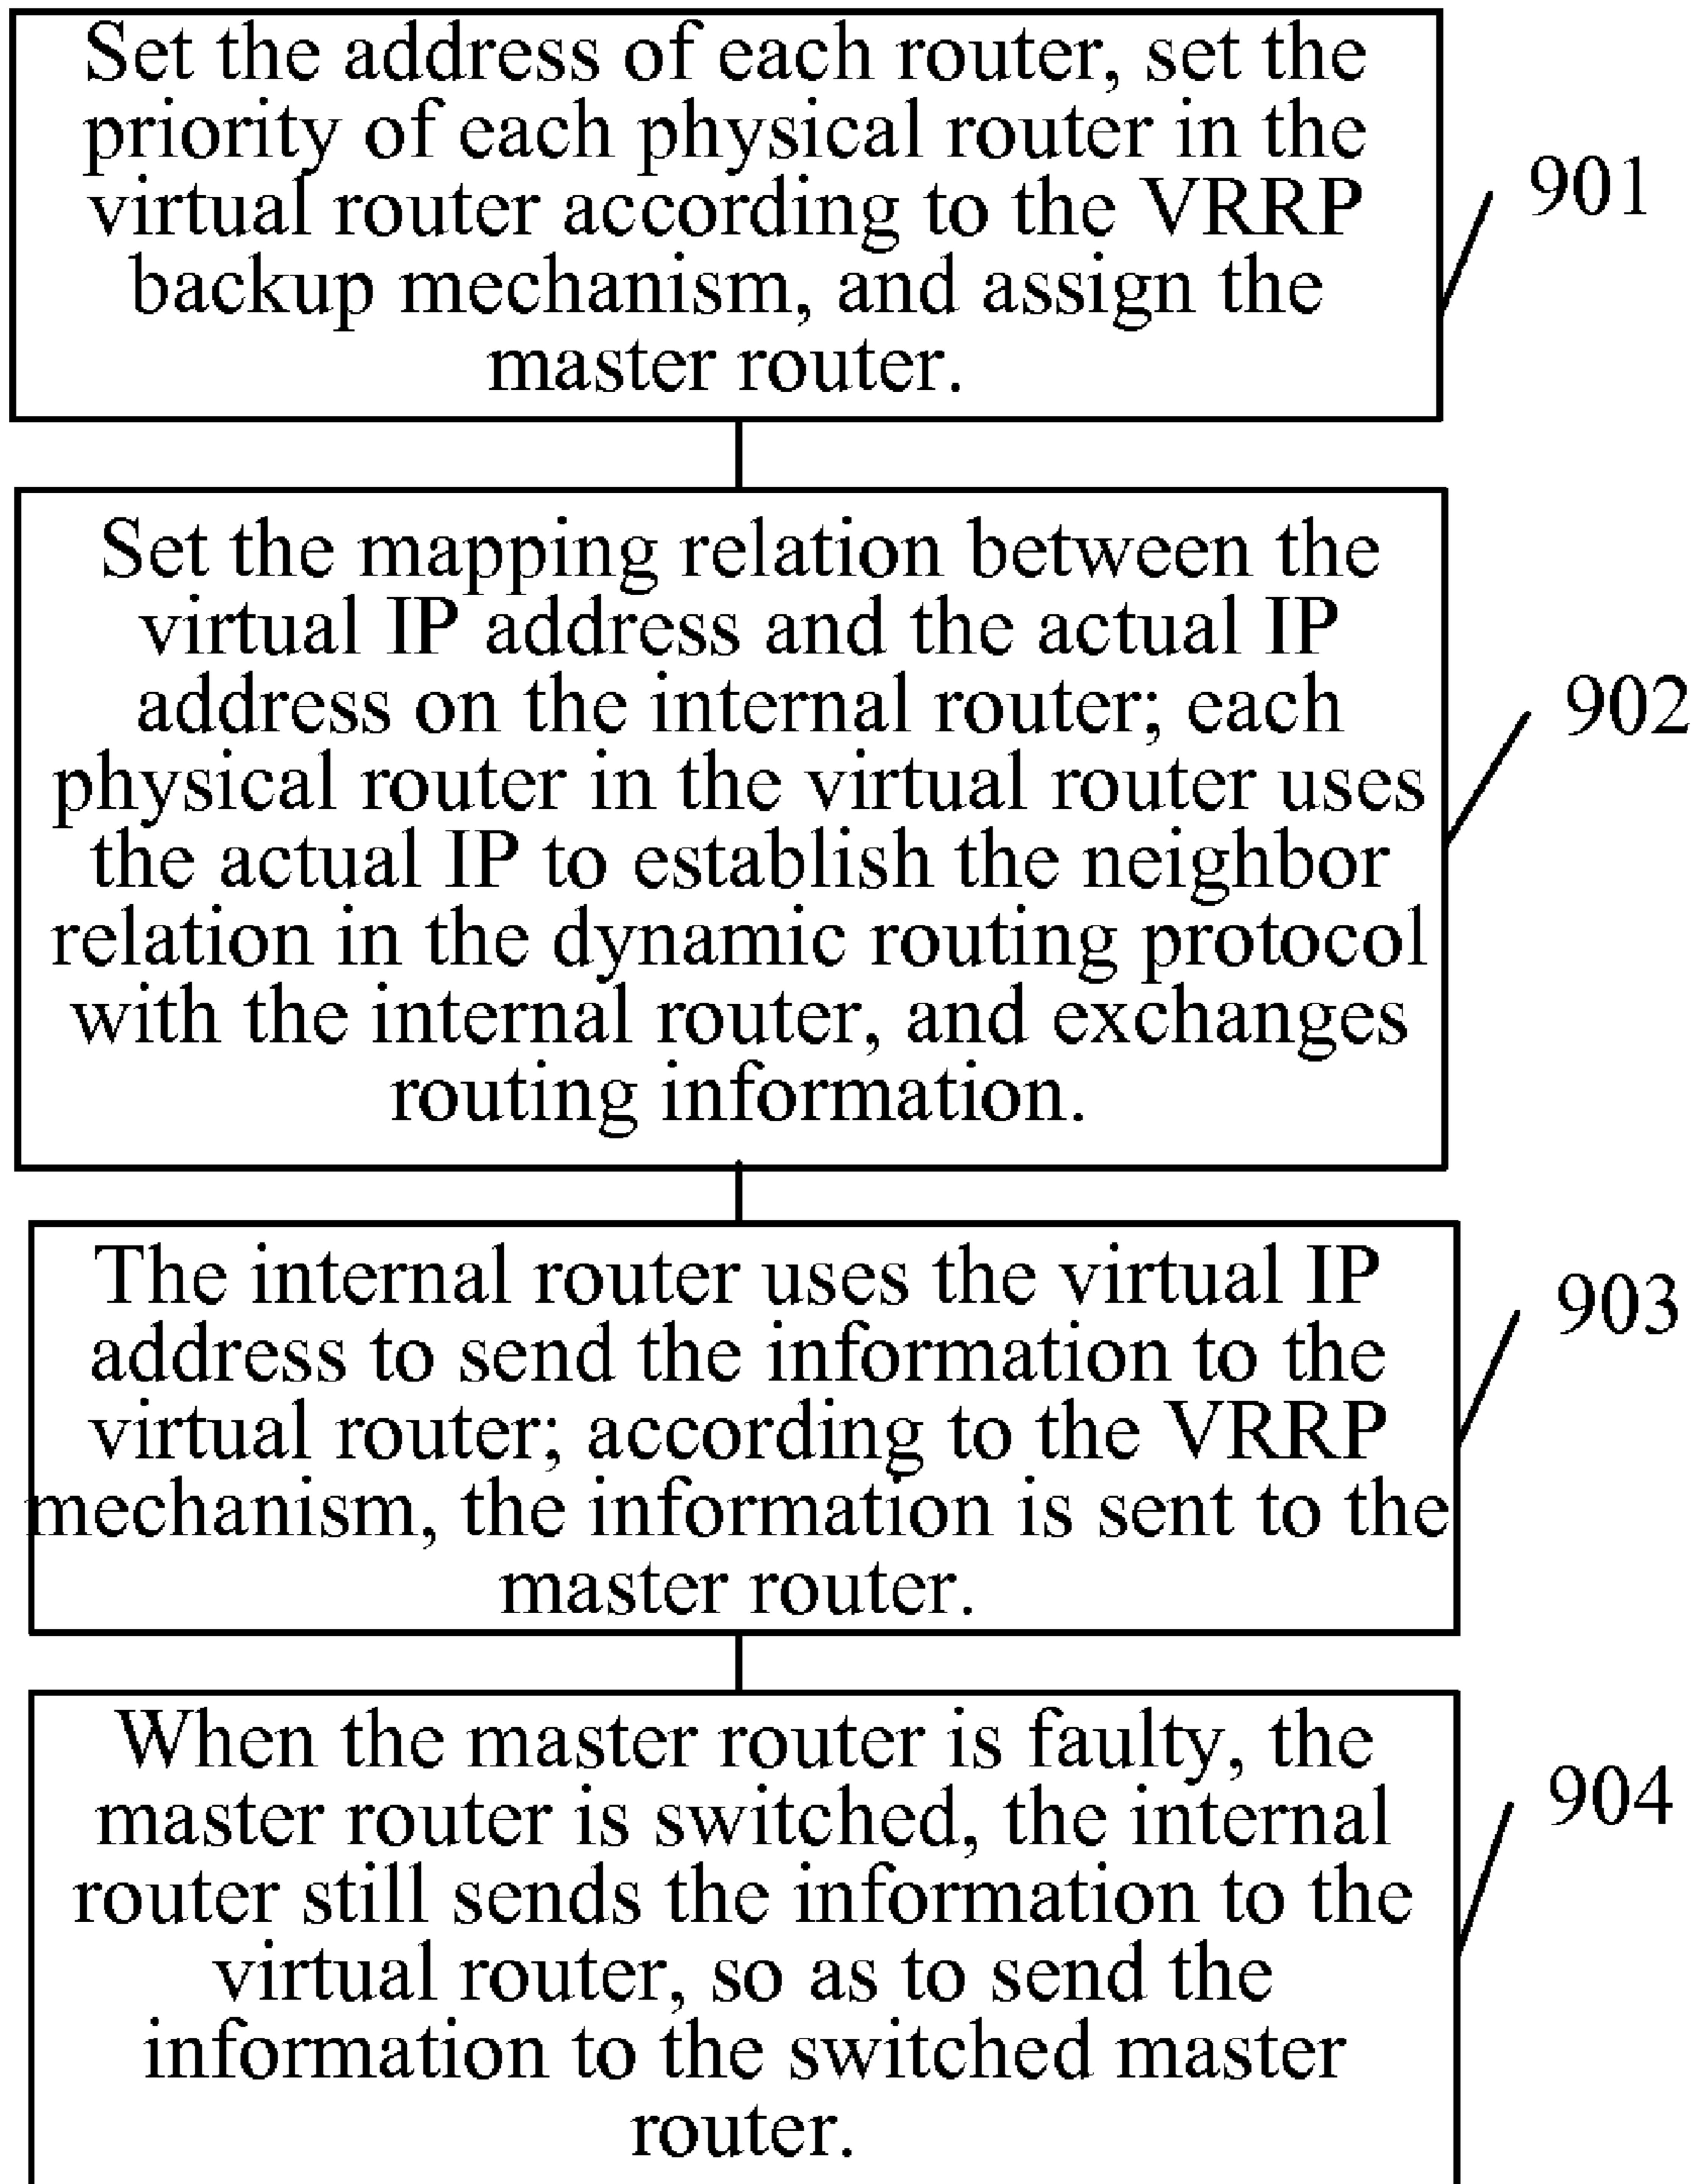 Set the address of each router, set the
priority of each physical router in the
virtual router according to the VRRP
backup mechanism, and assign the
master router.
901
Set the mapping relation between the
virtual IP address and the actual IP
address on the internal router; each
physical router in the virtual router uses
the actual IP to establish the neighbor
relation in the dynamic routing protocol
with the internal router, and exchanges
routing information.
902
The internal router uses the virtual IP
address to send the information to the
virtual router; according to the VRRP
mechanism, the information is sent to the
master router.
903
When the master router is faulty, the
master router is switched, the internal
router still sends the information to the
virtual router, so as to send the
information to the switched master
router.
904